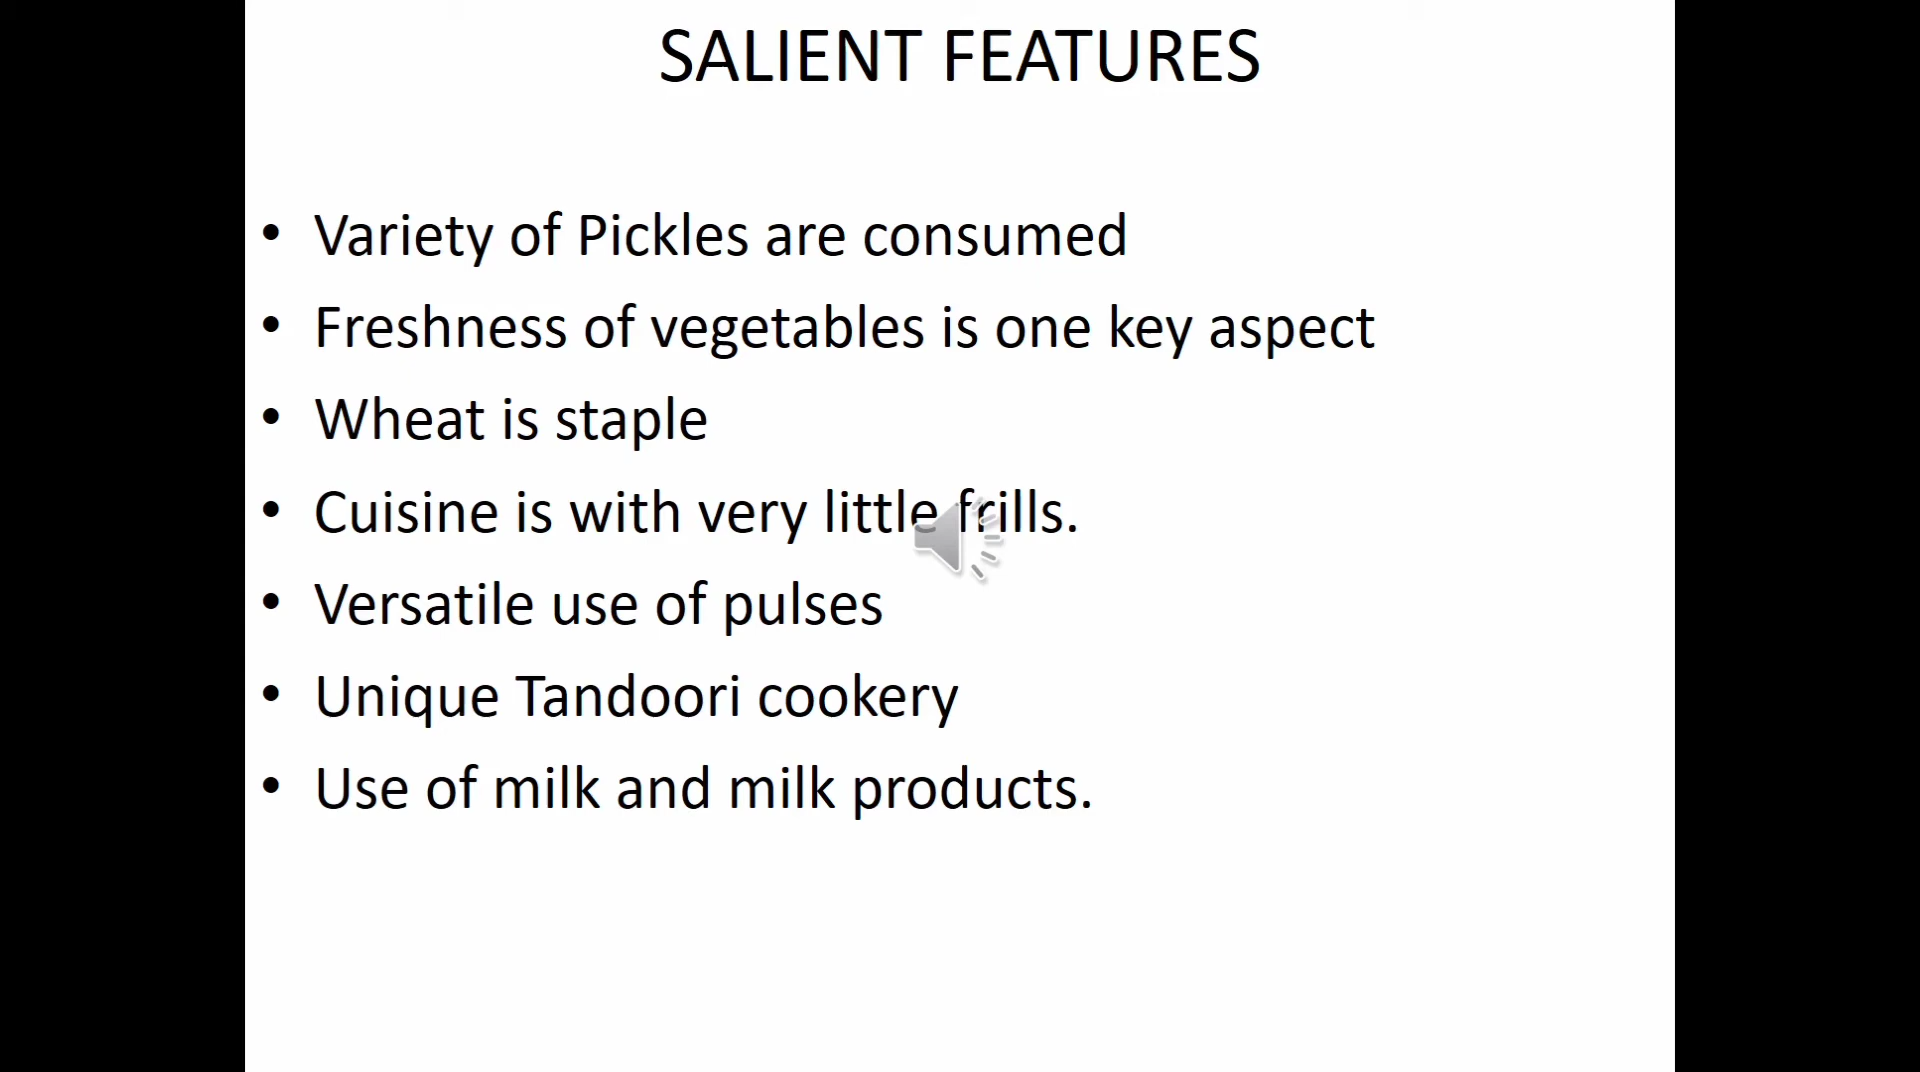 SALIENT FEATURES
• Variety of Pickles are consumed
• Freshness of vegetables is one key aspect
• Wheat is staple
• Cuisine is with very little frills.
• Versatile use of pulses
• Unique Tandoori cookery
• Use of milk and milk products.